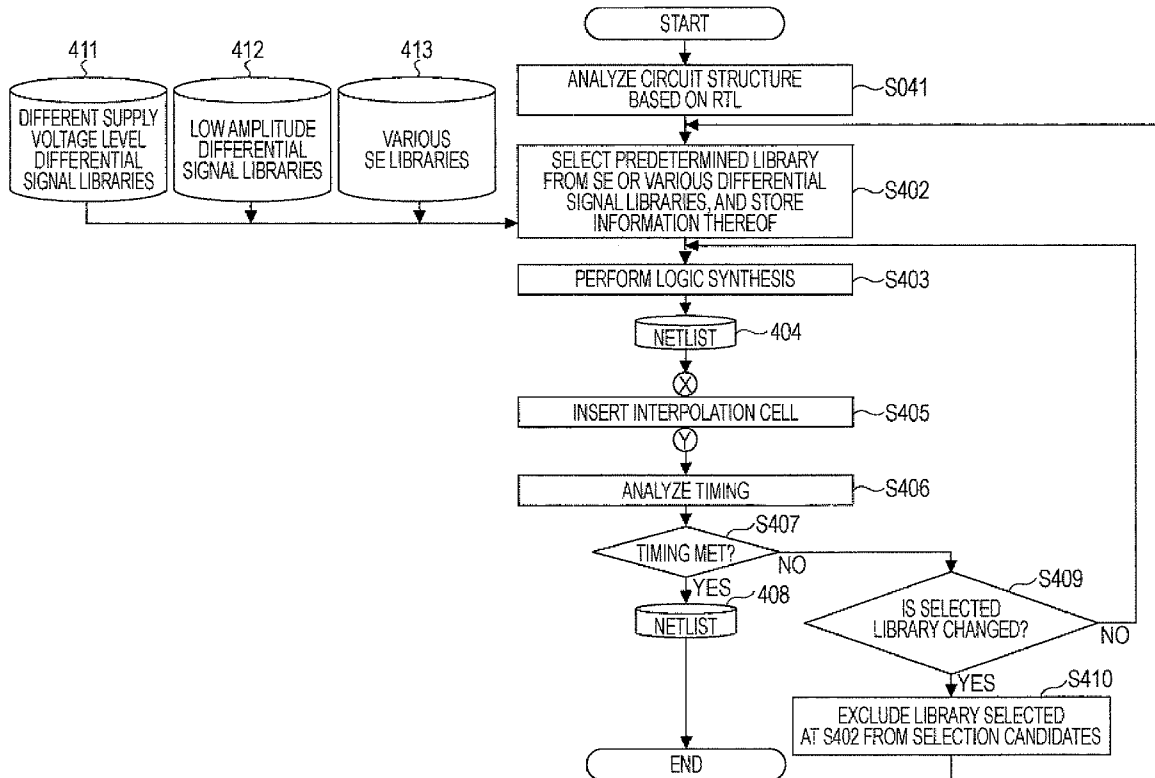 START
411
412
413
DIFFERENT SUPPLY
VOLTAGE LEVEL
DIFFERENTIAL
SIGNAL LIBRARIES
LOW AMPLITUDE
DIFFERENTIAL
SIGNAL LIBRARIES
VARIOUS
SE LIBRARIES
ANALYZE CIRCUIT STRUCTURE
BASED ON RTL
S041
SELECT PREDETERMINED LIBRARY
FROM SE OR VARIOUS DIFFERENTIAL
SIGNAL LIBRARIES, AND STORE
INFORMATION THEREOF
S402
PERFORM LOGIC SYNTHESIS
S403
NETLIST
404
X
INSERT INTERPOLATION CELL
S405
Y
ANALYZE TIMING
S406
TIMING MET?
S407
NO
YES
NETLIST
408
IS SELECTED
LIBRARY CHANGED?
S409
NO
YES
S410
EXCLUDE LIBRARY SELECTED
AT S402 FROM SELECTION CANDIDATES
END